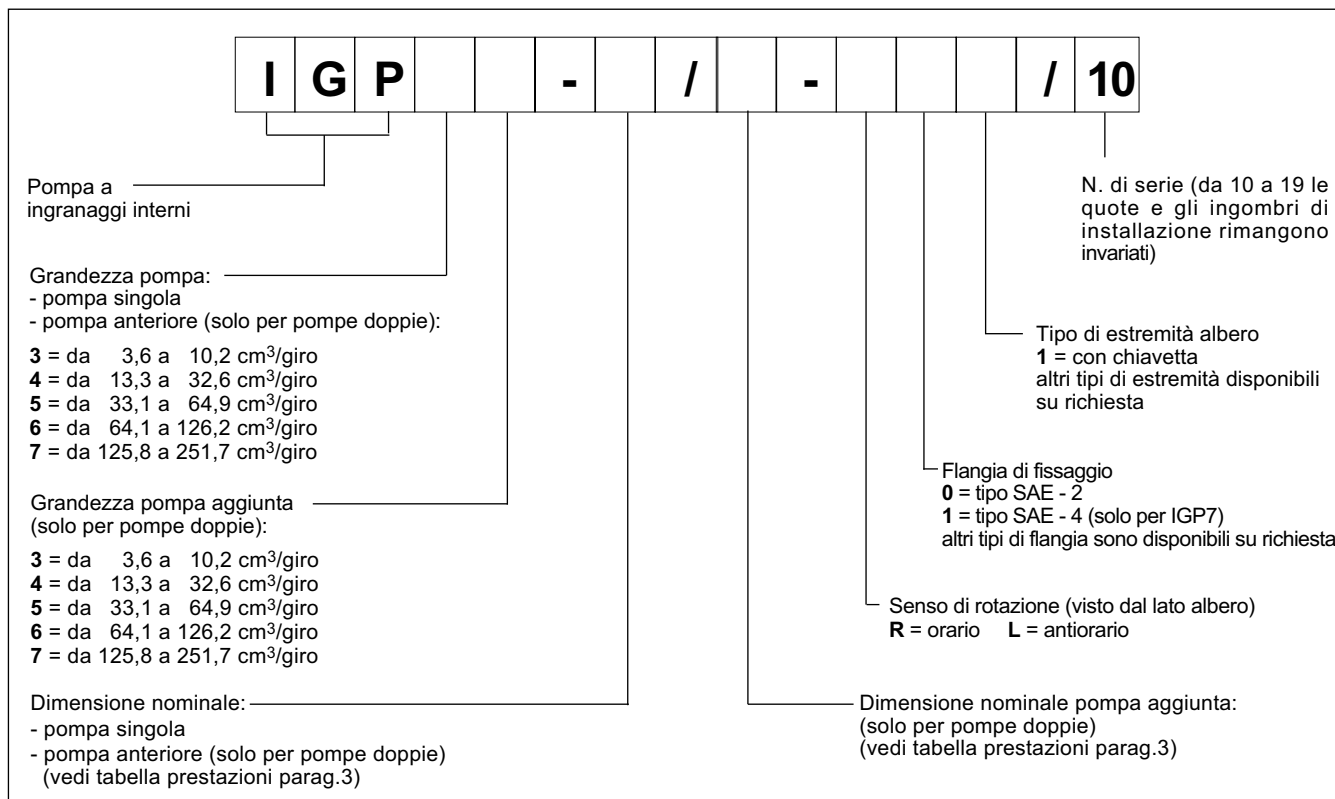 I G P - / - / 10
Pompa a
ingranaggi interni
Grandezza pompa:
- pompa singola
- pompa anteriore (solo per pompe doppie):
3 = da 3,6 a 10,2 cm³/giro
4 = da 13,3 a 32,6 cm³/giro
5 = da 33,1 a 64,9 cm³/giro
6 = da 64,1 a 126,2 cm³/giro
7 = da 125,8 a 251,7 cm³/giro
Grandezza pompa aggiunta
(solo per pompe doppie):
3 = da 3,6 a 10,2 cm³/giro
4 = da 13,3 a 32,6 cm³/giro
5 = da 33,1 a 64,9 cm³/giro
6 = da 64,1 a 126,2 cm³/giro
7 = da 125,8 a 251,7 cm³/giro
Dimensione nominale:
- pompa singola
- pompa anteriore (solo per pompe doppie)
(vedi tabella prestazioni parag.3)
N. di serie (da 10 a 19 le
quote e gli ingombri di
installazione rimangono
invariati)
Tipo di estremità albero
1 = con chiavetta
altri tipi di estremità disponibili
su richiesta
Flangia di fissaggio
0 = tipo SAE - 2
1 = tipo SAE - 4 (solo per IGP7)
altri tipi di flangia sono disponibili su richiesta
Senso di rotazione (visto dal lato albero)
R = orario L = antiorario
Dimensione nominale pompa aggiunta:
(solo per pompe doppie)
(vedi tabella prestazioni parag.3)